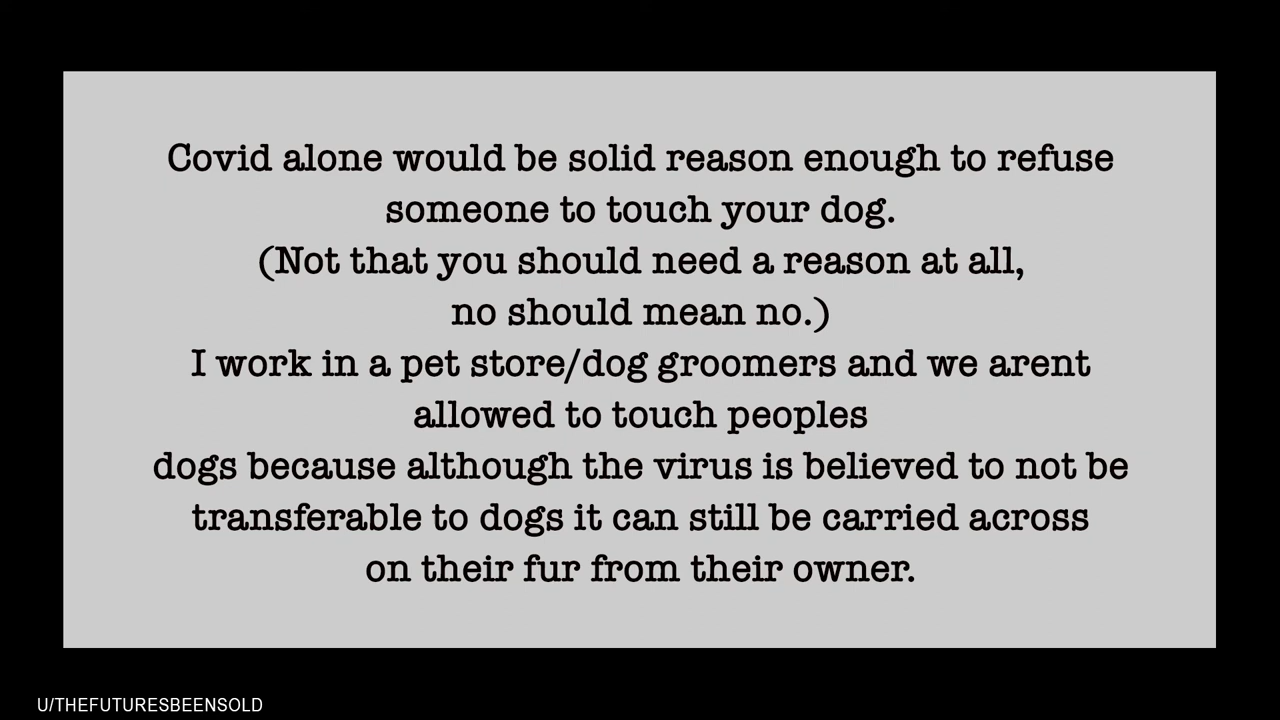 Covid alone would be solid reason enough to refuse
someone to touch your dog.
(Not that you should need a reason at all,
no should mean no.)
I work in a pet store/dog groomers and we arent
allowed to touch peoples
dogs because although the virus is believed to not be
transferable to dogs it can still be carried across
on their fur from their owner.
U/THEFUTURESBEENSOLD